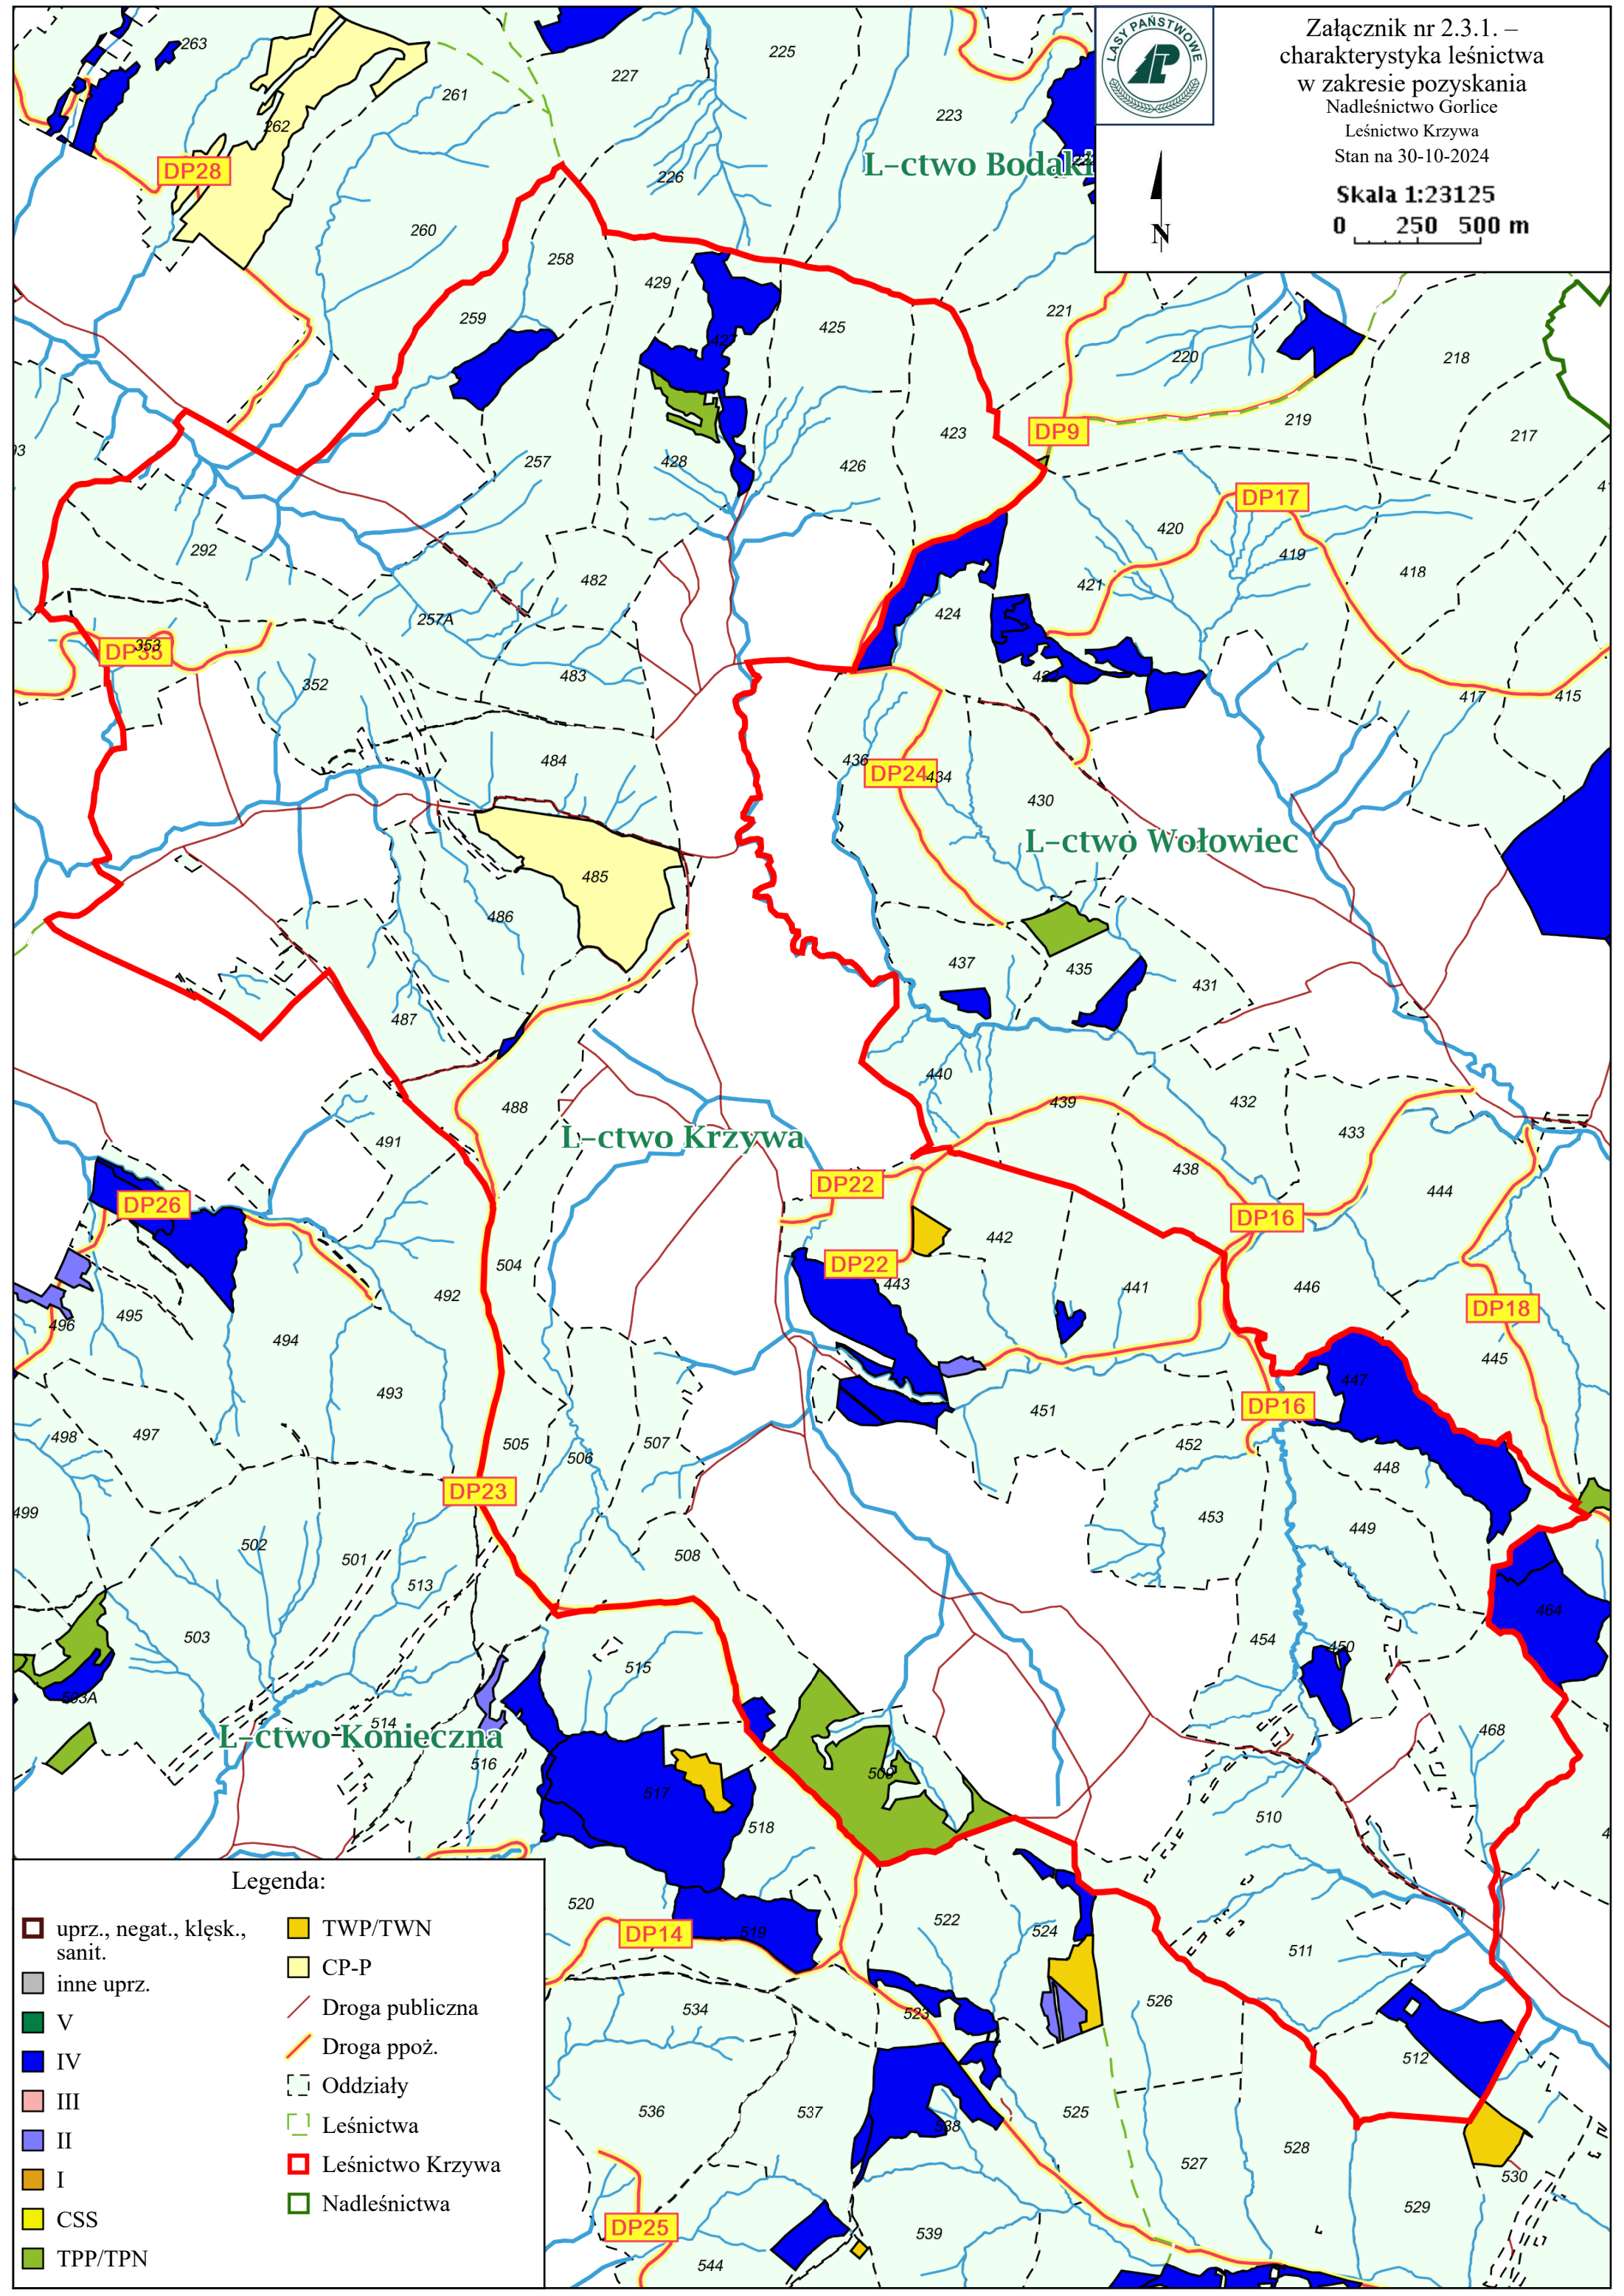 LASY PAŃSTWOWE
Załącznik nr 2.3.1. –
charakterystyka leśnictwa
w zakresie pozyskania
Nadleśnictwo Gorlice
Leśnictwo Krzywa
Stan na 30-10-2024
Skala 1:23125
0 250 500 m
N
263
225
227
261
223
262
L-ctwo Bodaki
DP28
226
260
258
429
221
259
425
220
218
DP9
219
217
423
257
428
426
DP17
420
292
419
482
418
421
424
257A
DP35
353
352
483
417
415
436
484
DP24
434
430
L-ctwo Wołowiec
485
486
437
435
431
487
440
439
432
488
433
L-ctwo Krzywa
491
438
DP22
444
DP26
DP16
442
504
DP22
443
441
446
492
DP18
495
496
494
445
447
493
DP16
451
498
497
505
507
452
506
448
DP23
499
453
449
502
501
508
513
464
503
454
450
515
L-ctwo Konieczna
514
468
516
509
517
510
518
520
522
524
DP14
519
511
526
534
523
512
536
537
525
538
528
527
530
529
DP25
539
544
Legenda:
uprz., negat., klęsk.,
sanit.
inne uprz.
V
IV
III
II
I
CSS
TPP/TPN
TWP/TWN
CP-P
Droga publiczna
Droga ppoż.
Oddziały
Leśnictwa
Leśnictwo Krzywa
Nadleśnictwa